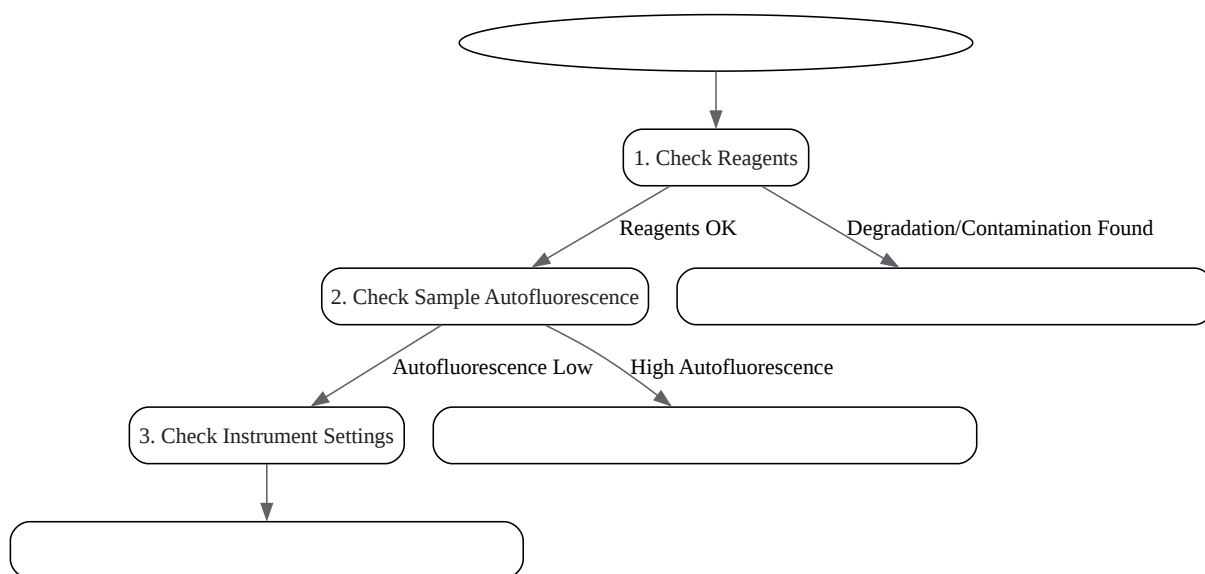 1. Check Reagents
Reagents OK
Degradation/Contamination Found
2. Check Sample Autofluorescence
Autofluorescence Low
High Autofluorescence
3. Check Instrument Settings